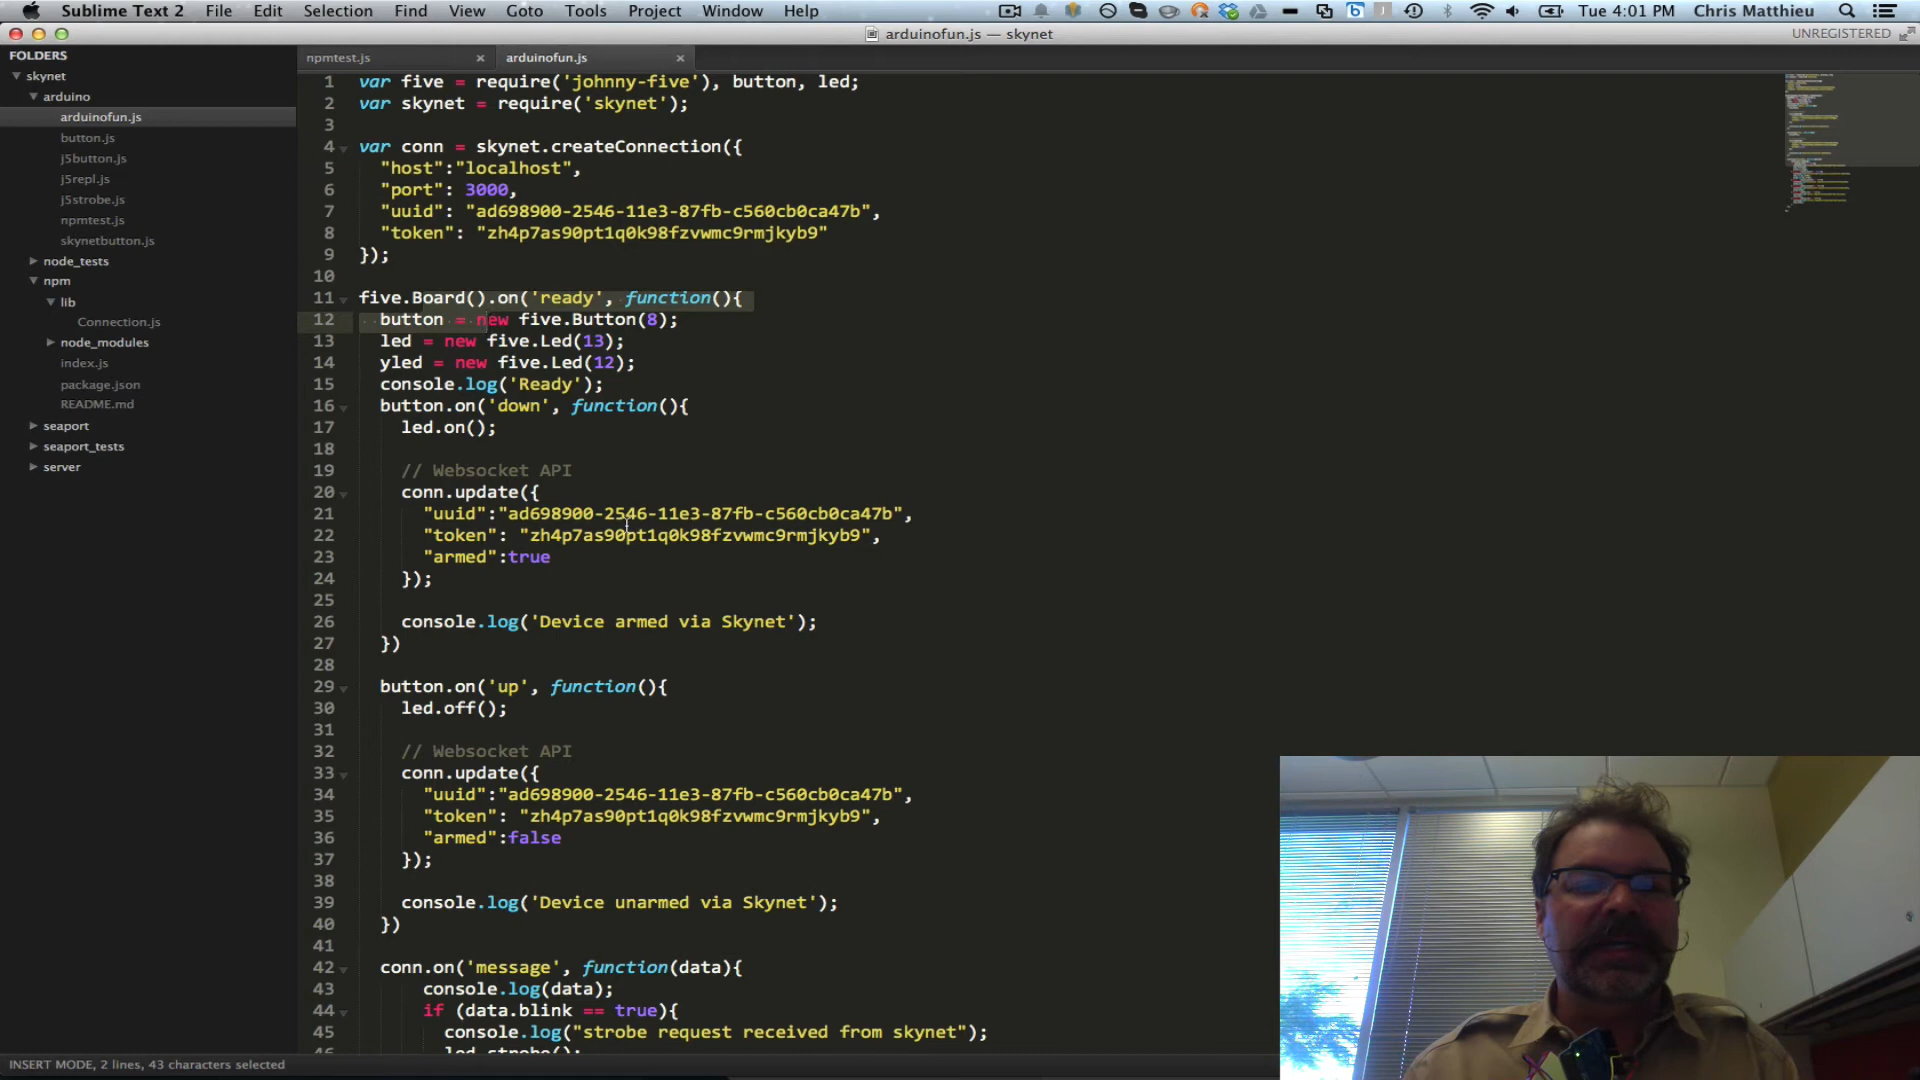 Sublime Text 2 File Edit Selection Find View Goto Tools Project Window Help Tue 4:01 PM Chris Matthieu
arduinofun.js — skynet UNREGISTERED
FOLDERS
skynet
arduino
arduinofun.js
button.js
j5button.js
j5repl.js
j5strobe.js
npmtest.js
skynetbutton.js
node_tests
npm
lib
Connection.js
node_modules
index.js
package.json
README.md
seaport
seaport_tests
server
npmtest.js arduinofun.js
1 var five = require('johnny-five'), button, led;
2 var skynet = require('skynet');
3
4 var conn = skynet.createConnection({
5 "host":"localhost",
6 "port": 3000,
7 "uuid": "ad698900-2546-11e3-87fb-c560cb0ca47b",
8 "token": "zh4p7as90pt1q0k98fzvwmc9rmjkyb9"
9 });
10
11 five.Board().on('ready', function(){
12 button = new five.Button(8);
13 led = new five.Led(13);
14 yled = new five.Led(12);
15 console.log('Ready');
16 button.on('down', function(){
17 led.on();
18
19 // Websocket API
20 conn.update({
21 "uuid":"ad698900-2546-11e3-87fb-c560cb0ca47b",
22 "token": "zh4p7as90pt1q0k98fzvwmc9rmjkyb9",
23 "armed":true
24 });
25
26 console.log('Device armed via Skynet');
27 })
28
29 button.on('up', function(){
30 led.off();
31
32 // Websocket API
33 conn.update({
34 "uuid":"ad698900-2546-11e3-87fb-c560cb0ca47b",
35 "token": "zh4p7as90pt1q0k98fzvwmc9rmjkyb9",
36 "armed":false
37 });
38
39 console.log('Device unarmed via Skynet');
40 })
41
42 conn.on('message', function(data){
43 console.log(data);
44 if (data.blink == true){
45 console.log("strobe request received from skynet");
46 led.strobe();
INSERT MODE, 2 lines, 43 characters selected